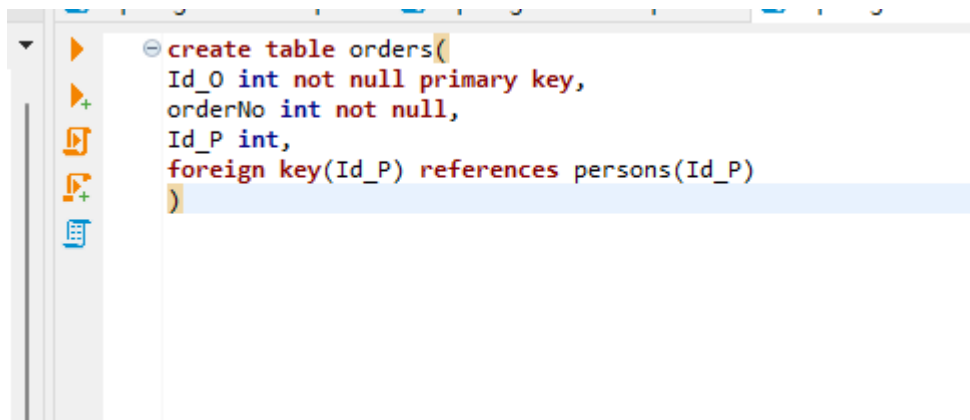 create table orders(
Id_O int not null primary key,
orderNo int not null,
Id_P int,
foreign key(Id_P) references persons(Id_P)
)